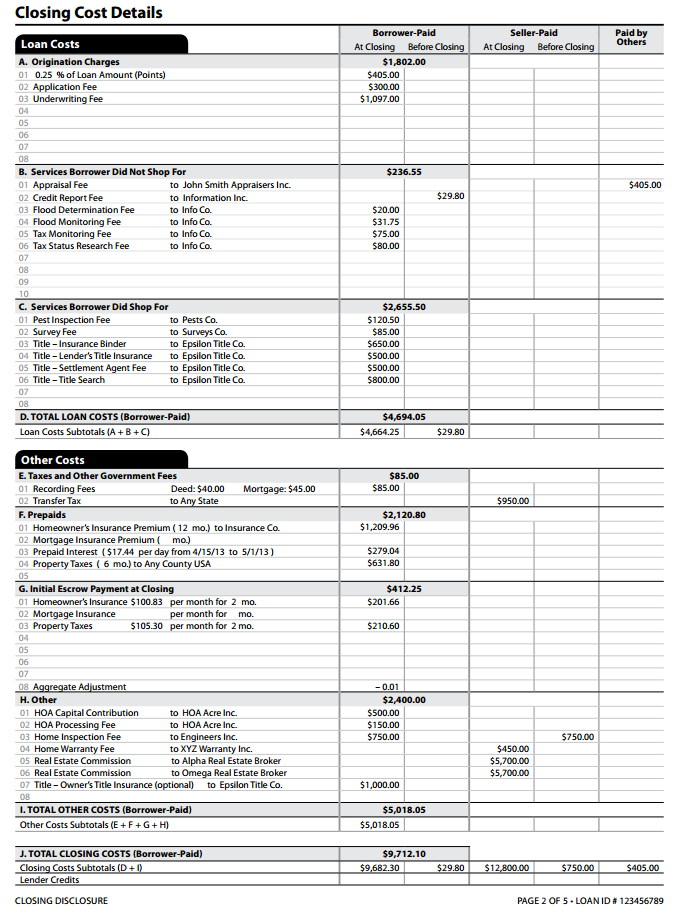 Closing Cost Details
Borrower-Paid Seller-Paid Paid by Others
Loan Costs At Closing Before Closing At Closing Before Closing
A. Origination Charges $1,802.00
01 0.25 % of Loan Amount (Points) $405.00
02 Application Fee $300.00
03 Underwriting Fee $1,097.00
04
05
06
07
08
B. Services Borrower Did Not Shop For $236.55
01 Appraisal Fee to John Smith Appraisers Inc. $405.00
02 Credit Report Fee to Information Inc. $29.80
03 Flood Determination Fee to Info Co. $20.00
04 Flood Monitoring Fee to Info Co. $31.75
05 Tax Monitoring Fee to Info Co. $75.00
06 Tax Status Research Fee to Info Co. $80.00
07
08
09
10
C. Services Borrower Did Shop For $2,655.50
01 Pest Inspection Fee to Pests Co. $120.50
02 Survey Fee to Surveys Co. $85.00
03 Title – Insurance Binder to Epsilon Title Co. $650.00
04 Title – Lender's Title Insurance to Epsilon Title Co. $500.00
05 Title – Settlement Agent Fee to Epsilon Title Co. $500.00
06 Title – Title Search to Epsilon Title Co. $800.00
07
08
D. TOTAL LOAN COSTS (Borrower-Paid) $4,694.05
Loan Costs Subtotals (A + B + C) $4,664.25 $29.80
Other Costs
E. Taxes and Other Government Fees $85.00
01 Recording Fees Deed: $40.00 Mortgage: $45.00 $85.00
02 Transfer Tax to Any State $950.00
F. Prepaids $2,120.80
01 Homeowner's Insurance Premium ( 12 mo.) to Insurance Co. $1,209.96
02 Mortgage Insurance Premium ( mo.)
03 Prepaid Interest ( $17.44 per day from 4/15/13 to 5/1/13 ) $279.04
04 Property Taxes ( 6 mo.) to Any County USA $631.80
05
G. Initial Escrow Payment at Closing $412.25
01 Homeowner's Insurance $100.83 per month for 2 mo. $201.66
02 Mortgage Insurance per month for mo.
03 Property Taxes $105.30 per month for 2 mo. $210.60
04
05
06
07
08 Aggregate Adjustment – 0.01
H. Other $2,400.00
01 HOA Capital Contribution to HOA Acre Inc. $500.00
02 HOA Processing Fee to HOA Acre Inc. $150.00
03 Home Inspection Fee to Engineers Inc. $750.00 $750.00
04 Home Warranty Fee to XYZ Warranty Inc. $450.00
05 Real Estate Commission to Alpha Real Estate Broker $5,700.00
06 Real Estate Commission to Omega Real Estate Broker $5,700.00
07 Title – Owner's Title Insurance (optional) to Epsilon Title Co. $1,000.00
08
I. TOTAL OTHER COSTS (Borrower-Paid) $5,018.05
Other Costs Subtotals (E + F + G + H) $5,018.05
J. TOTAL CLOSING COSTS (Borrower-Paid) $9,712.10
Closing Costs Subtotals (D + I) $9,682.30 $29.80 $12,800.00 $750.00 $405.00
Lender Credits
CLOSING DISCLOSURE PAGE 2 OF 5 • LOAN ID # 123456789